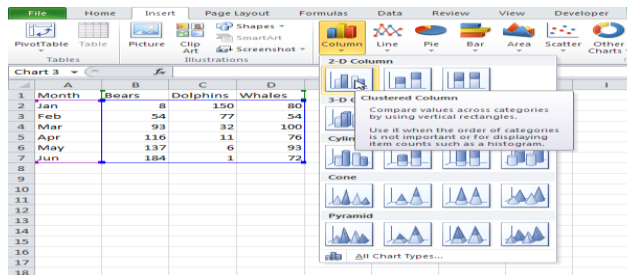 File Home Insert Page Layout Formulas Data Review View Developer
PivotTable Table Picture Clip Art Shapes SmartArt Screenshot Column Line Pie Bar Area Scatter Other Charts
Tables Illustrations
Chart 3 fx
2-D Column
A B C D I
1 Month Bears Dolphins Whales
2 Jan 8 150 80
3 Feb 54 77 54
4 Mar 93 32 100
5 Apr 116 11 76
6 May 137 6 93
7 Jun 184 1 72
8
9
10
11
12
13
14
15
16
17
18
3-D C
Clustered Column
Compare values across categories
by using vertical rectangles.
Use it when the order of categories
is not important or for displaying
item counts such as a histogram.
Cylin
Cone
Pyramid
All Chart Types...